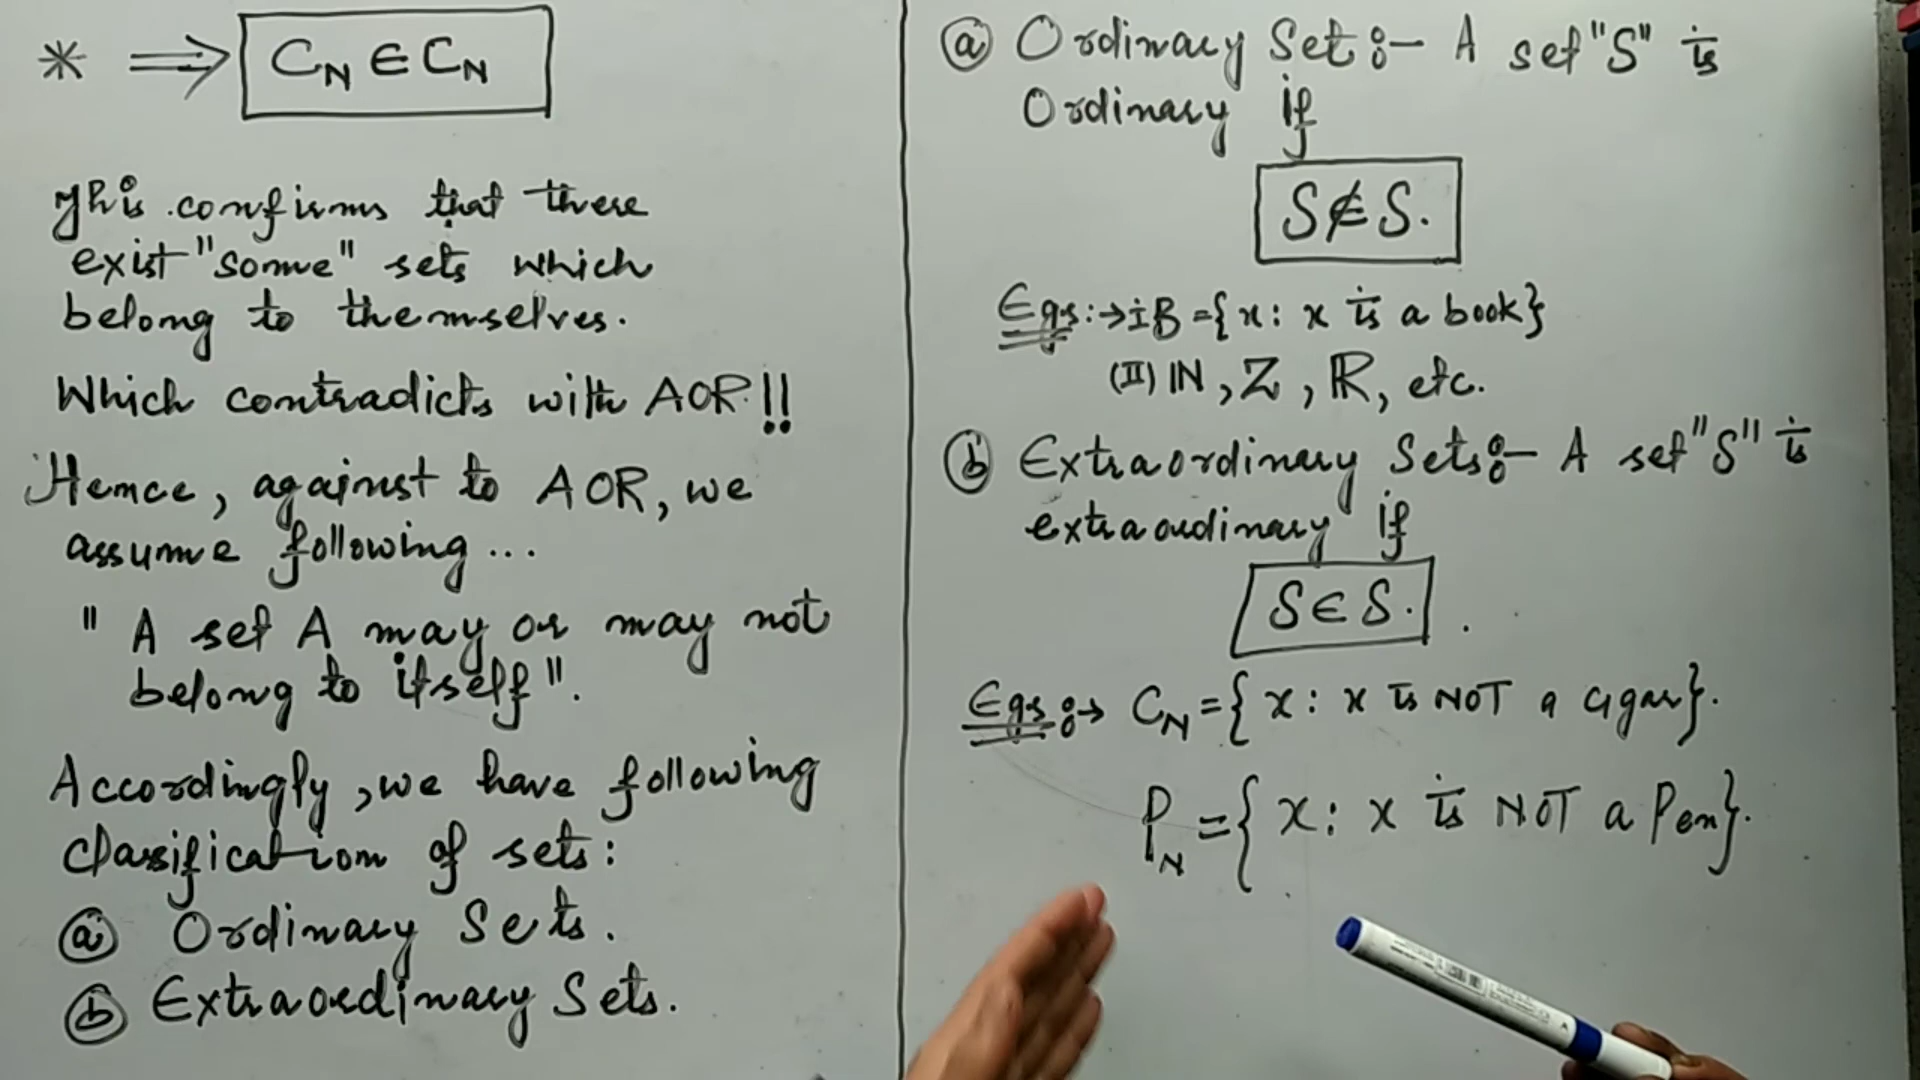 * ⟹ C_N ∈ C_N
This confirms that there
exist "some" sets which
belong to themselves.
Which contradicts with AOR!!
Hence, against to AOR, we
assume following...
" A set A may or may not
belong to itself".
Accordingly, we have following
classification of sets:
ⓐ Ordinary Sets.
ⓑ Extraordinary Sets.
ⓐ Ordinary Set :- A set "S" is
Ordinary if
S ∉ S.
Egs: → i B = {x : x is a book}
(II) ℕ, ℤ, ℝ, etc.
ⓑ Extraordinary Sets :- A set "S" is
extraordinary if
S ∈ S.
Egs : → C_N = { x : x is NOT a cigar}.
P_N = { x : x is NOT a Pen}.